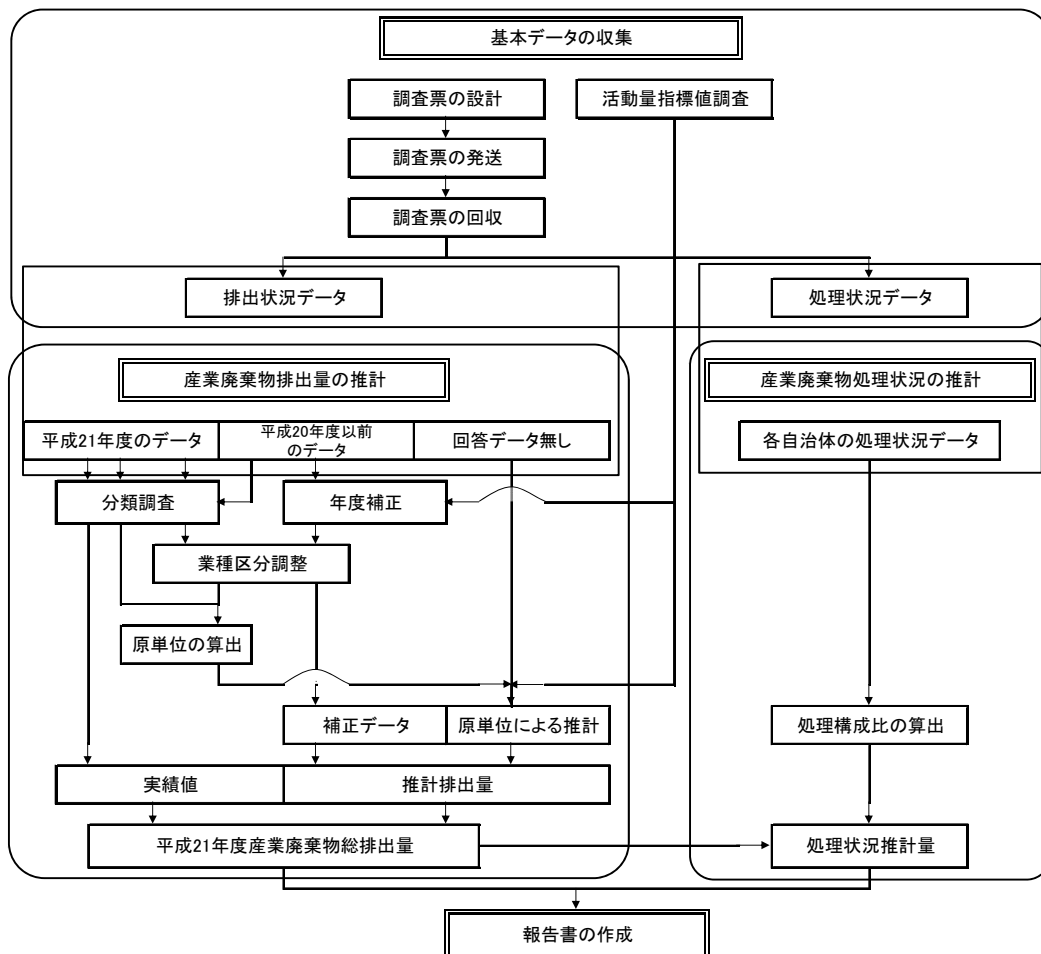 基本データの収集
調査票の設計
活動量指標値調査
調査票の発送
調査票の回収
排出状況データ
処理状況データ
産業廃棄物排出量の推計
産業廃棄物処理状況の推計
平成21年度のデータ
平成20年度以前
のデータ
回答データ無し
各自治体の処理状況データ
分類調査
年度補正
業種区分調整
原単位の算出
補正データ
原単位による推計
処理構成比の算出
実績値
推計排出量
平成21年度産業廃棄物総排出量
処理状況推計量
報告書の作成